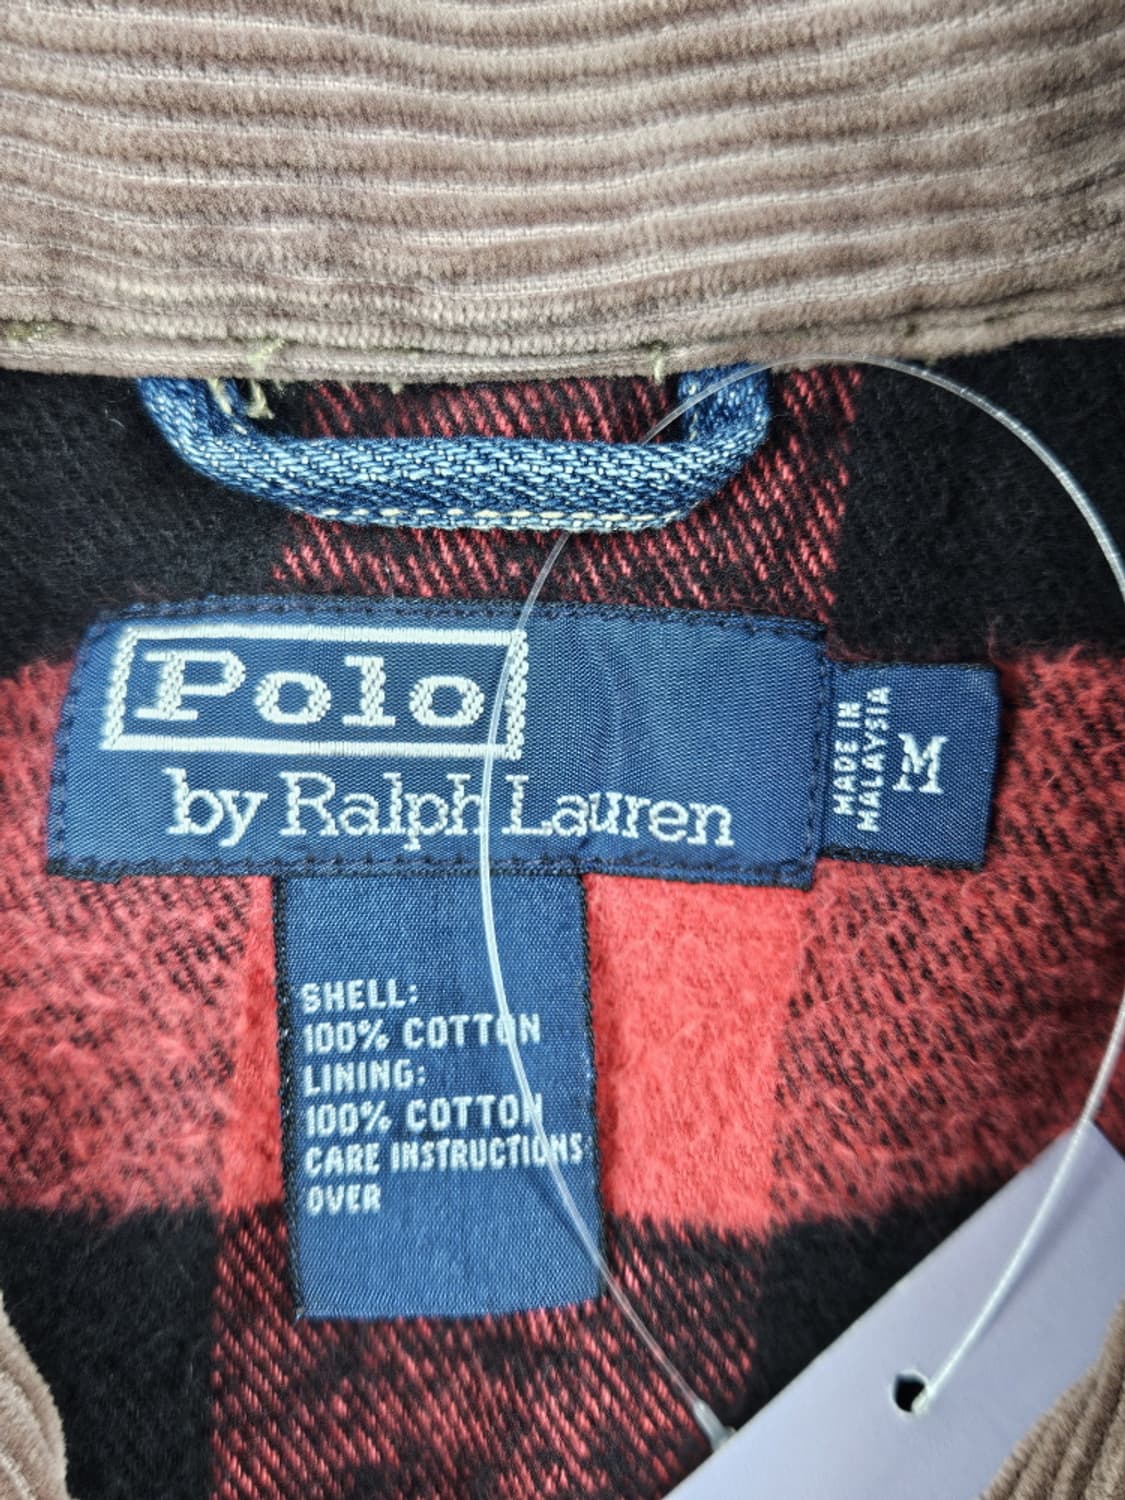 Polo
by Ralph Lauren
MADE IN
MALAYSIA
M
SHELL:
100% COTTON
LINING:
100% COTTON
CARE INSTRUCTIONS
OVER